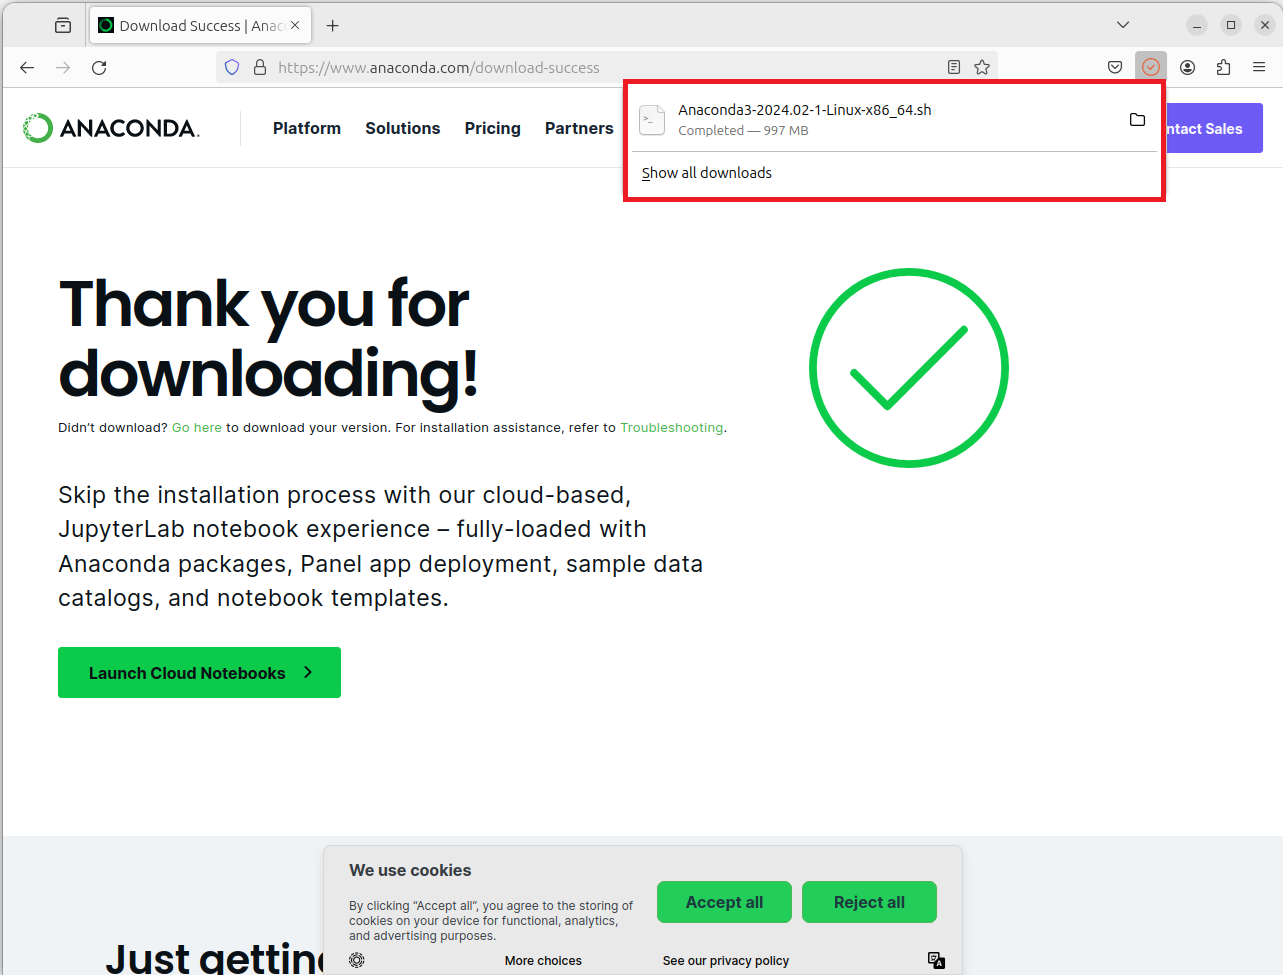 Download Success | Anac
https://www.anaconda.com/download-success
Anaconda3-2024.02-1-Linux-x86_64.sh
Completed — 997 MB
Show all downloads
ANACONDA.
Platform
Solutions
Pricing
Partners
ntact Sales
Thank you for
downloading!
Didn't download? Go here to download your version. For installation assistance, refer to Troubleshooting.
Skip the installation process with our cloud-based,
JupyterLab notebook experience – fully-loaded with
Anaconda packages, Panel app deployment, sample data
catalogs, and notebook templates.
Launch Cloud Notebooks
We use cookies
By clicking “Accept all”, you agree to the storing of
cookies on your device for functional, analytics,
and advertising purposes.
Accept all
Reject all
More choices
See our privacy policy
Just getting